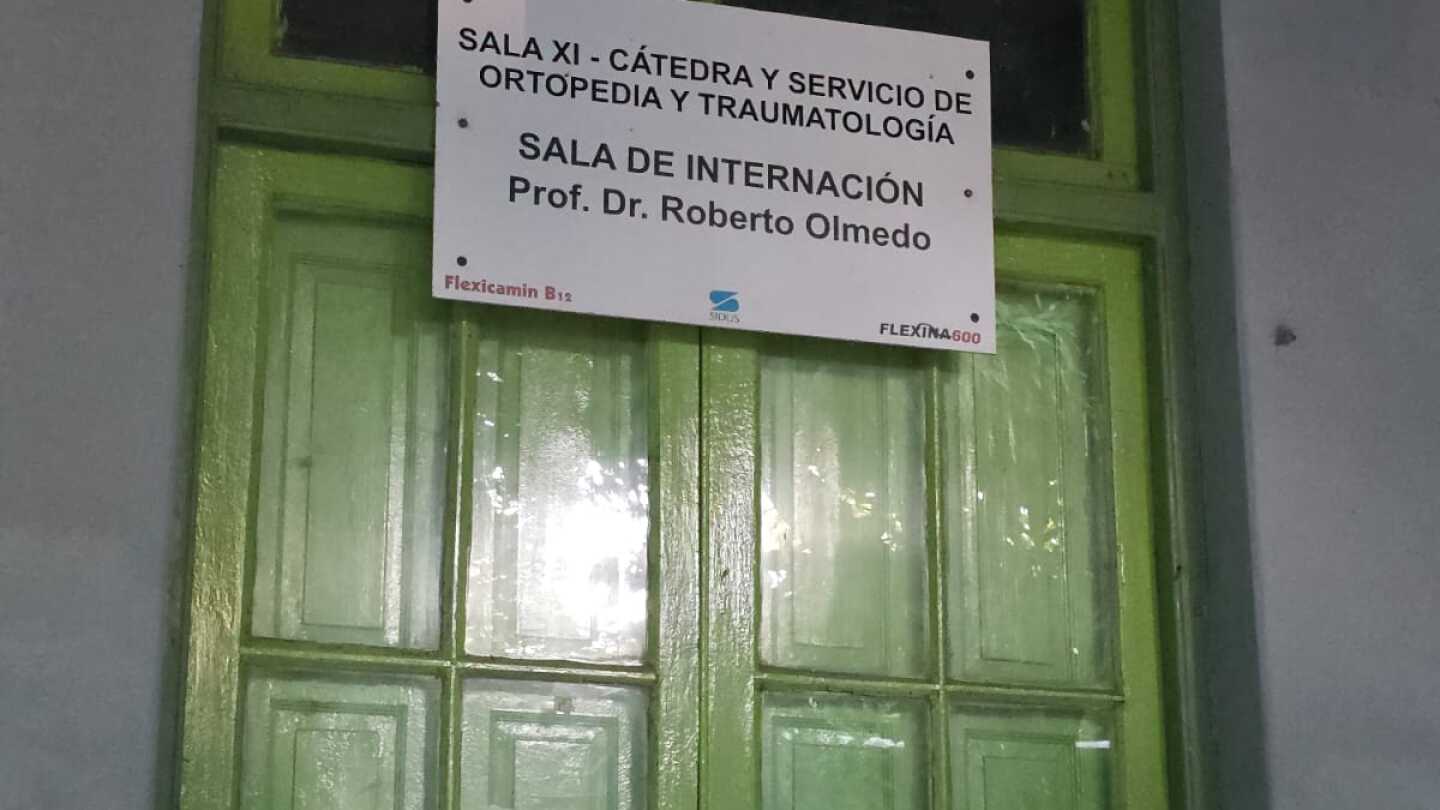 SALA XI - CÁTEDRA Y SERVICIO DE
ORTOPEDIA Y TRAUMATOLOGÍA
SALA DE INTERNACIÓN
Prof. Dr. Roberto Olmedo
Flexicamin B12
SIDUS
FLEXINA600